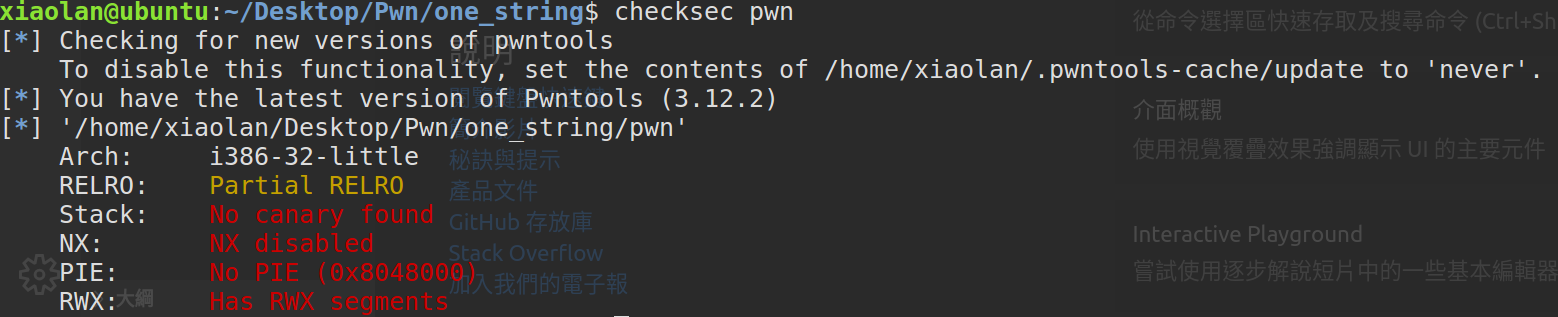 xiaolan@ubuntu:~/Desktop/Pwn/one_string$ checksec pwn
[*] Checking for new versions of pwntools
    To disable this functionality, set the contents of /home/xiaolan/.pwntools-cache/update to 'never'.
[*] You have the latest version of Pwntools (3.12.2)
[*] '/home/xiaolan/Desktop/Pwn/one_string/pwn'
    Arch:     i386-32-little
    RELRO:    Partial RELRO
    Stack:    No canary found
    NX:       NX disabled
    PIE:      No PIE (0x8048000)
    RWX:      Has RWX segments
大綱
說明
秘訣與提示
產品文件
GitHub 存放庫
Stack Overflow
加入我們的電子報
從命令選擇區快速存取及搜尋命令 (Ctrl+Sh
介面概觀
使用視覺覆疊效果強調顯示 UI 的主要元件
Interactive Playground
嘗試使用逐步解說短片中的一些基本編輯器